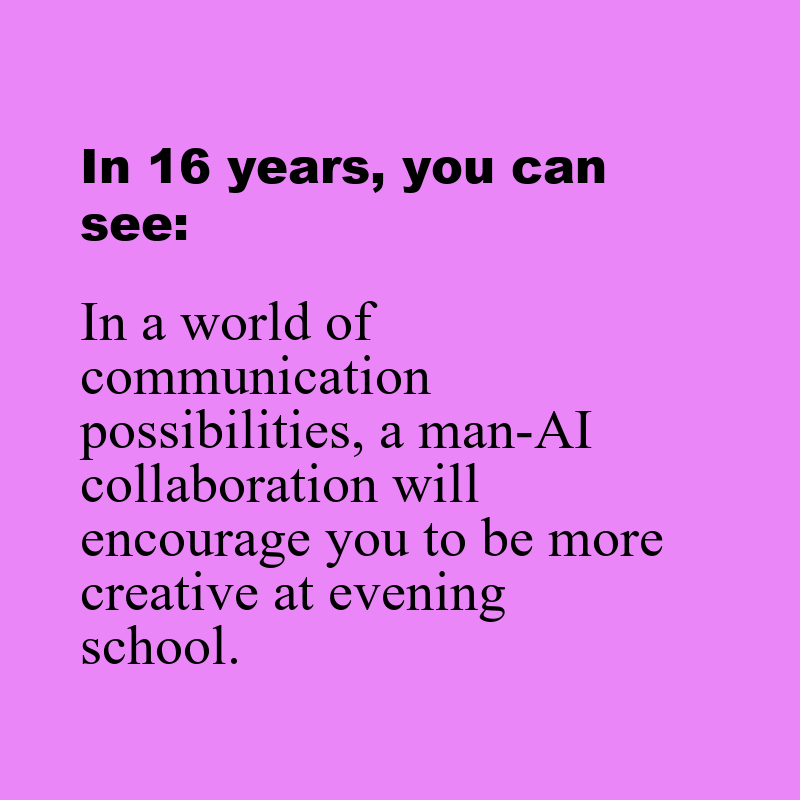 In 16 years, you can
see:
In a world of
communication
possibilities, a man-AI
collaboration will
encourage you to be more
creative at evening
school.